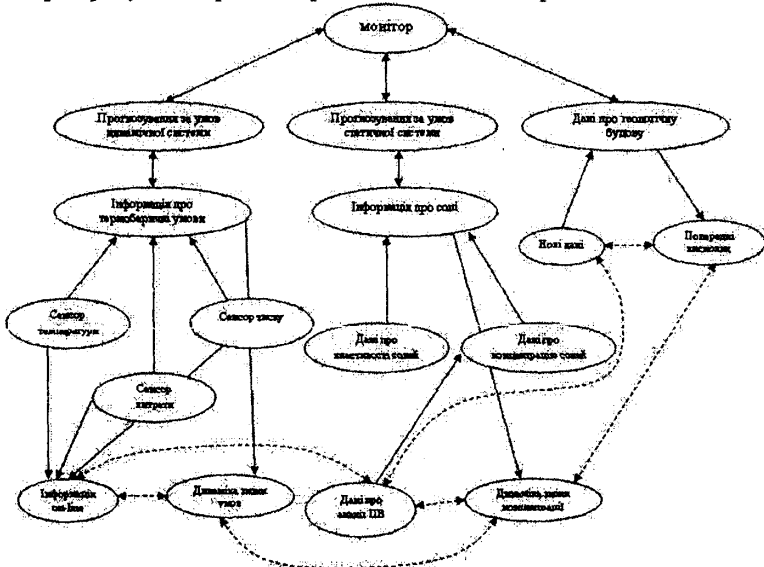 монітор
Прогнозування за умов
динамічної системи
Прогнозування за умов
статичної системи
Дані про геологічну
будову
Інформація про
термобаричні умови
Інформація про солі
Нові дані
Попередні
висновки
Сенсор
температури
Сенсор тиску
Дані про
властивості солей
Дані про
концентрацію солей
Сенсор
витрати
Інформація
on-line
Динаміка зміни
умов
Дані про
аналіз ПВ
Динаміка зміни